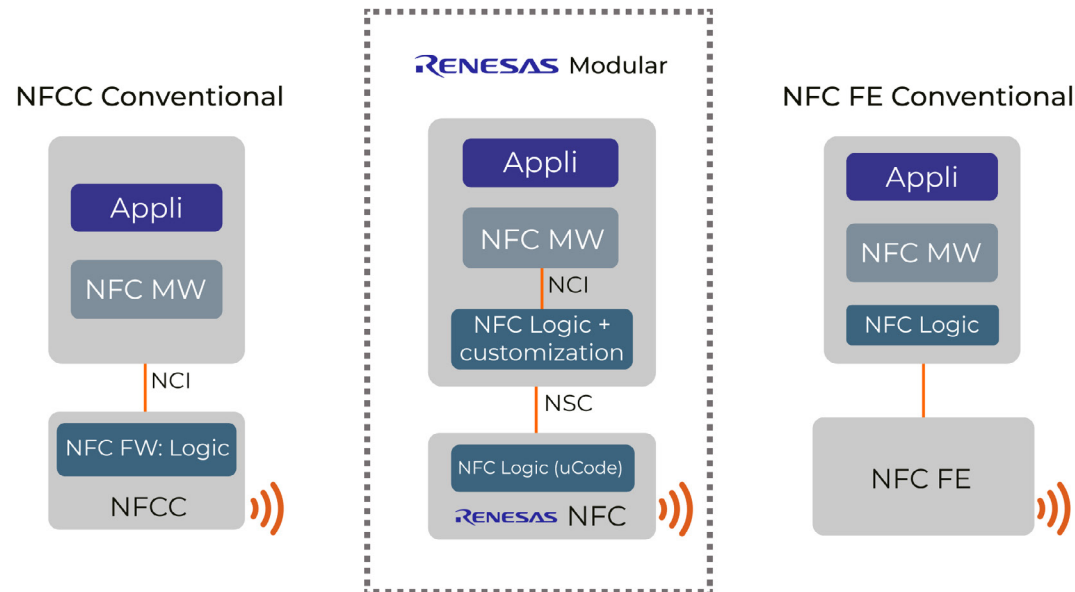 NFCC Conventional
Appli
NFC MW
NCI
NFC FW: Logic
NFCC
RENESAS Modular
Appli
NFC MW
NCI
NFC Logic +
customization
NSC
NFC Logic (uCode)
RENESAS NFC
NFC FE Conventional
Appli
NFC MW
NFC Logic
NFC FE